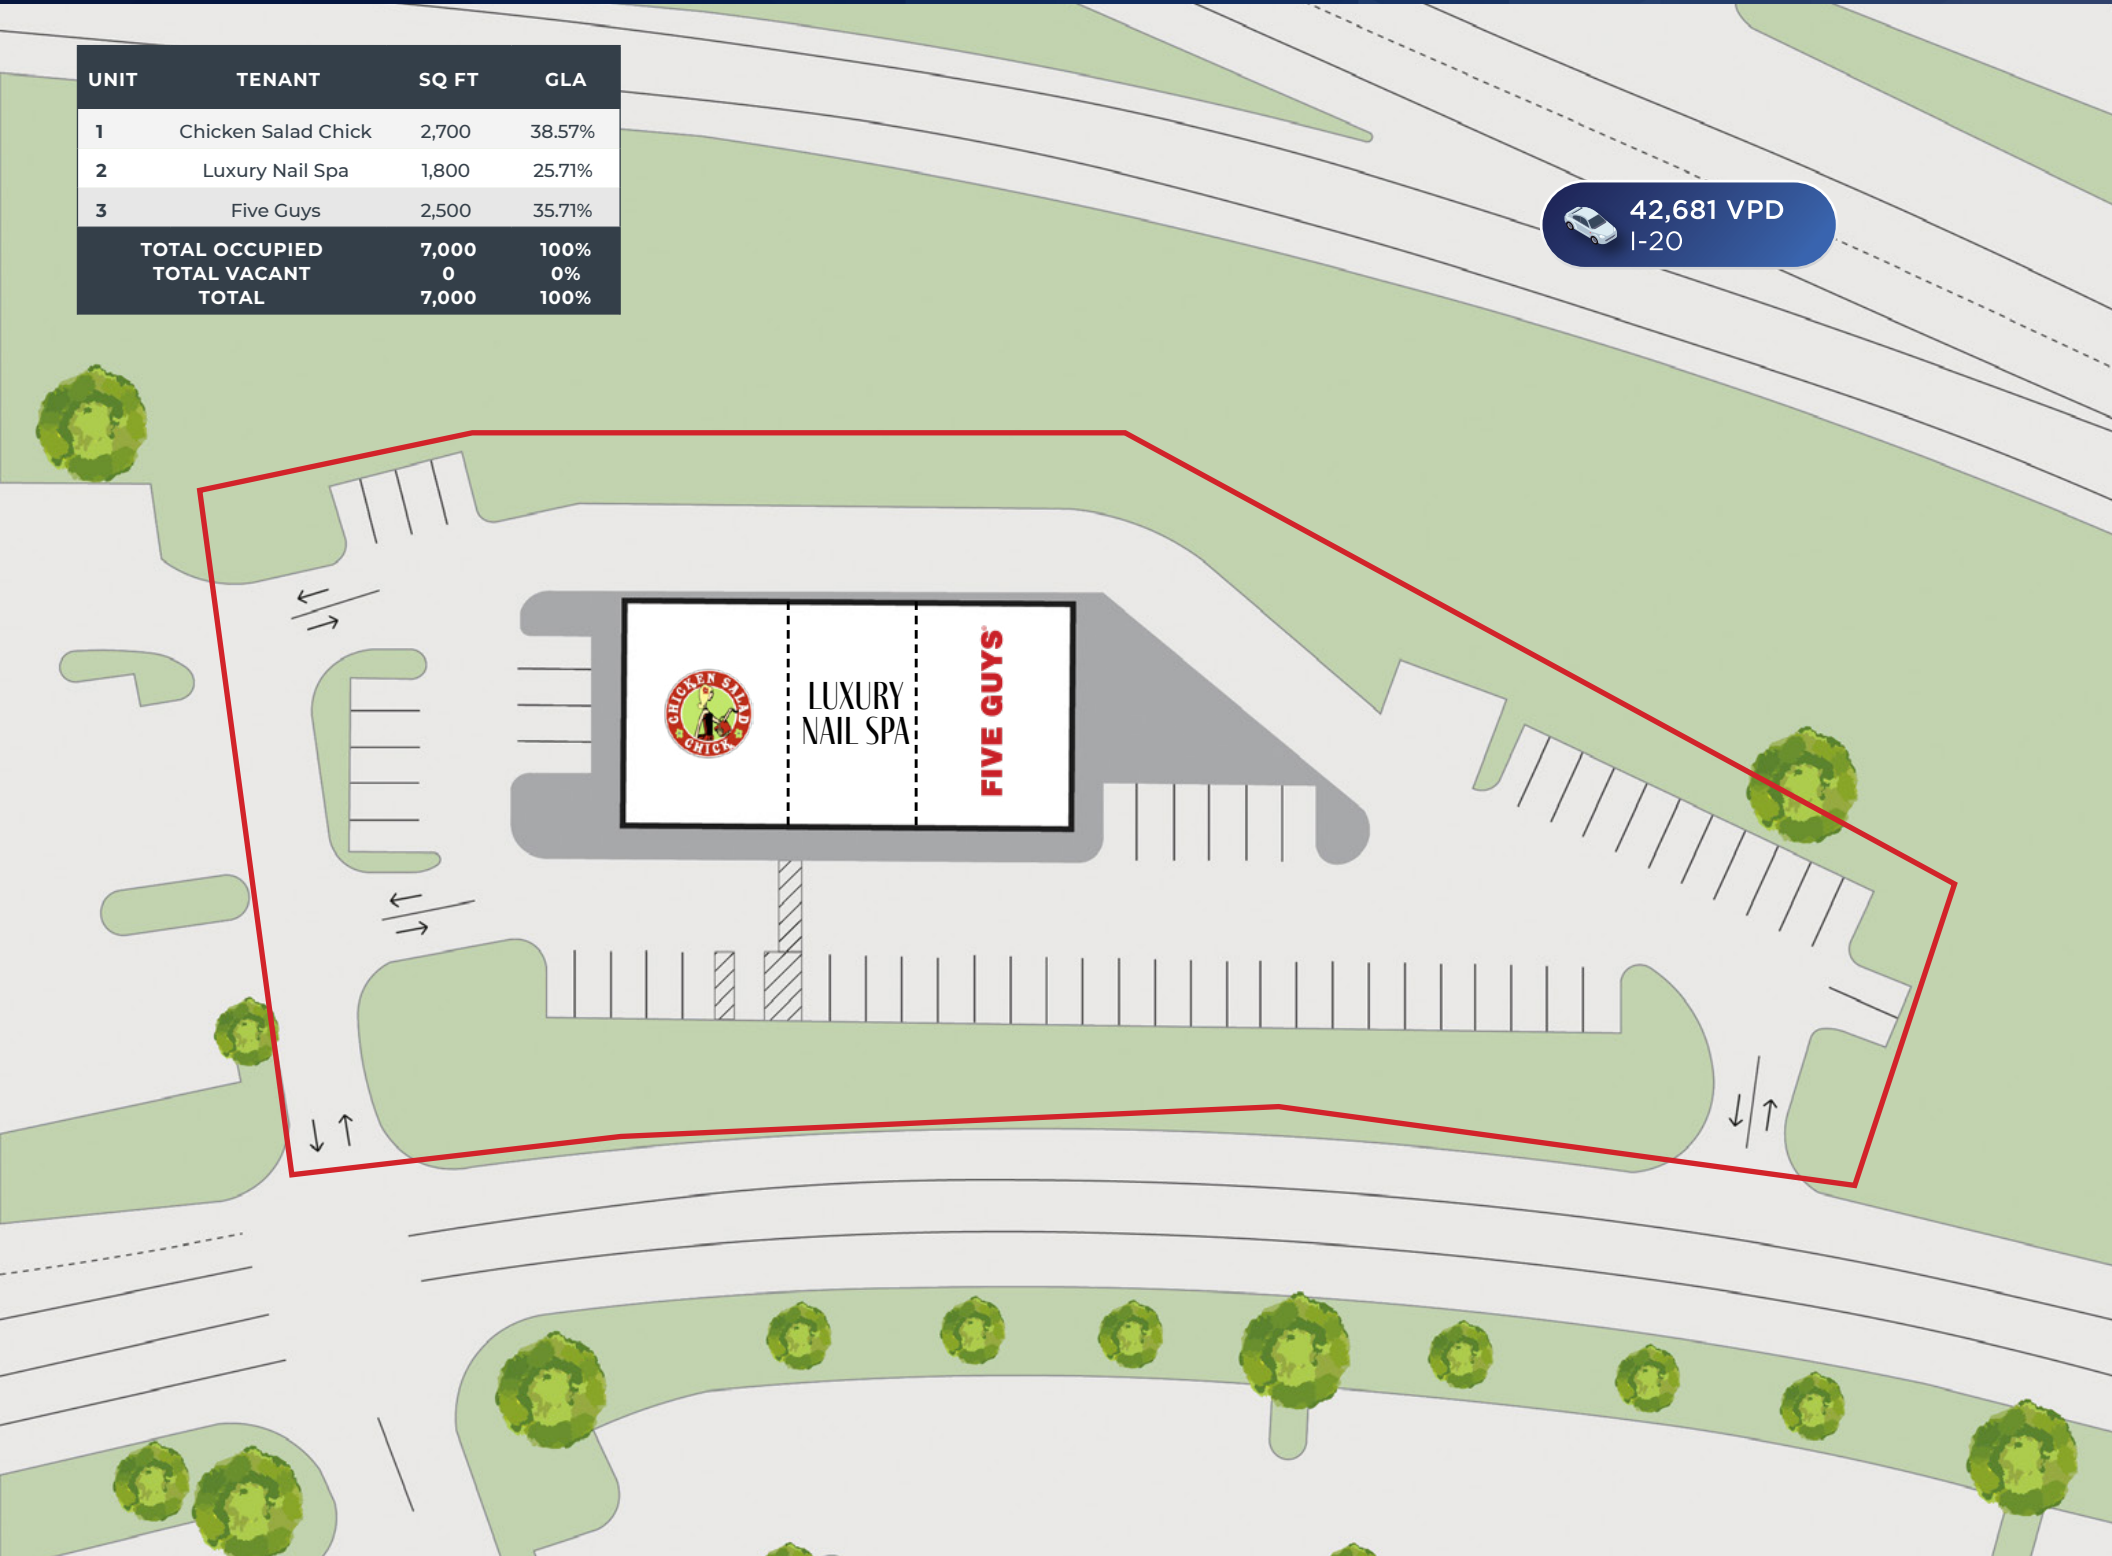 UNIT TENANT SQ FT GLA
1 Chicken Salad Chick 2,700 38.57%
2 Luxury Nail Spa 1,800 25.71%
3 Five Guys 2,500 35.71%
TOTAL OCCUPIED 7,000 100%
TOTAL VACANT 0 0%
TOTAL 7,000 100%
42,681 VPD
I-20
CHICKEN SALAD
CHICK
LUXURY
NAIL SPA
FIVE GUYS